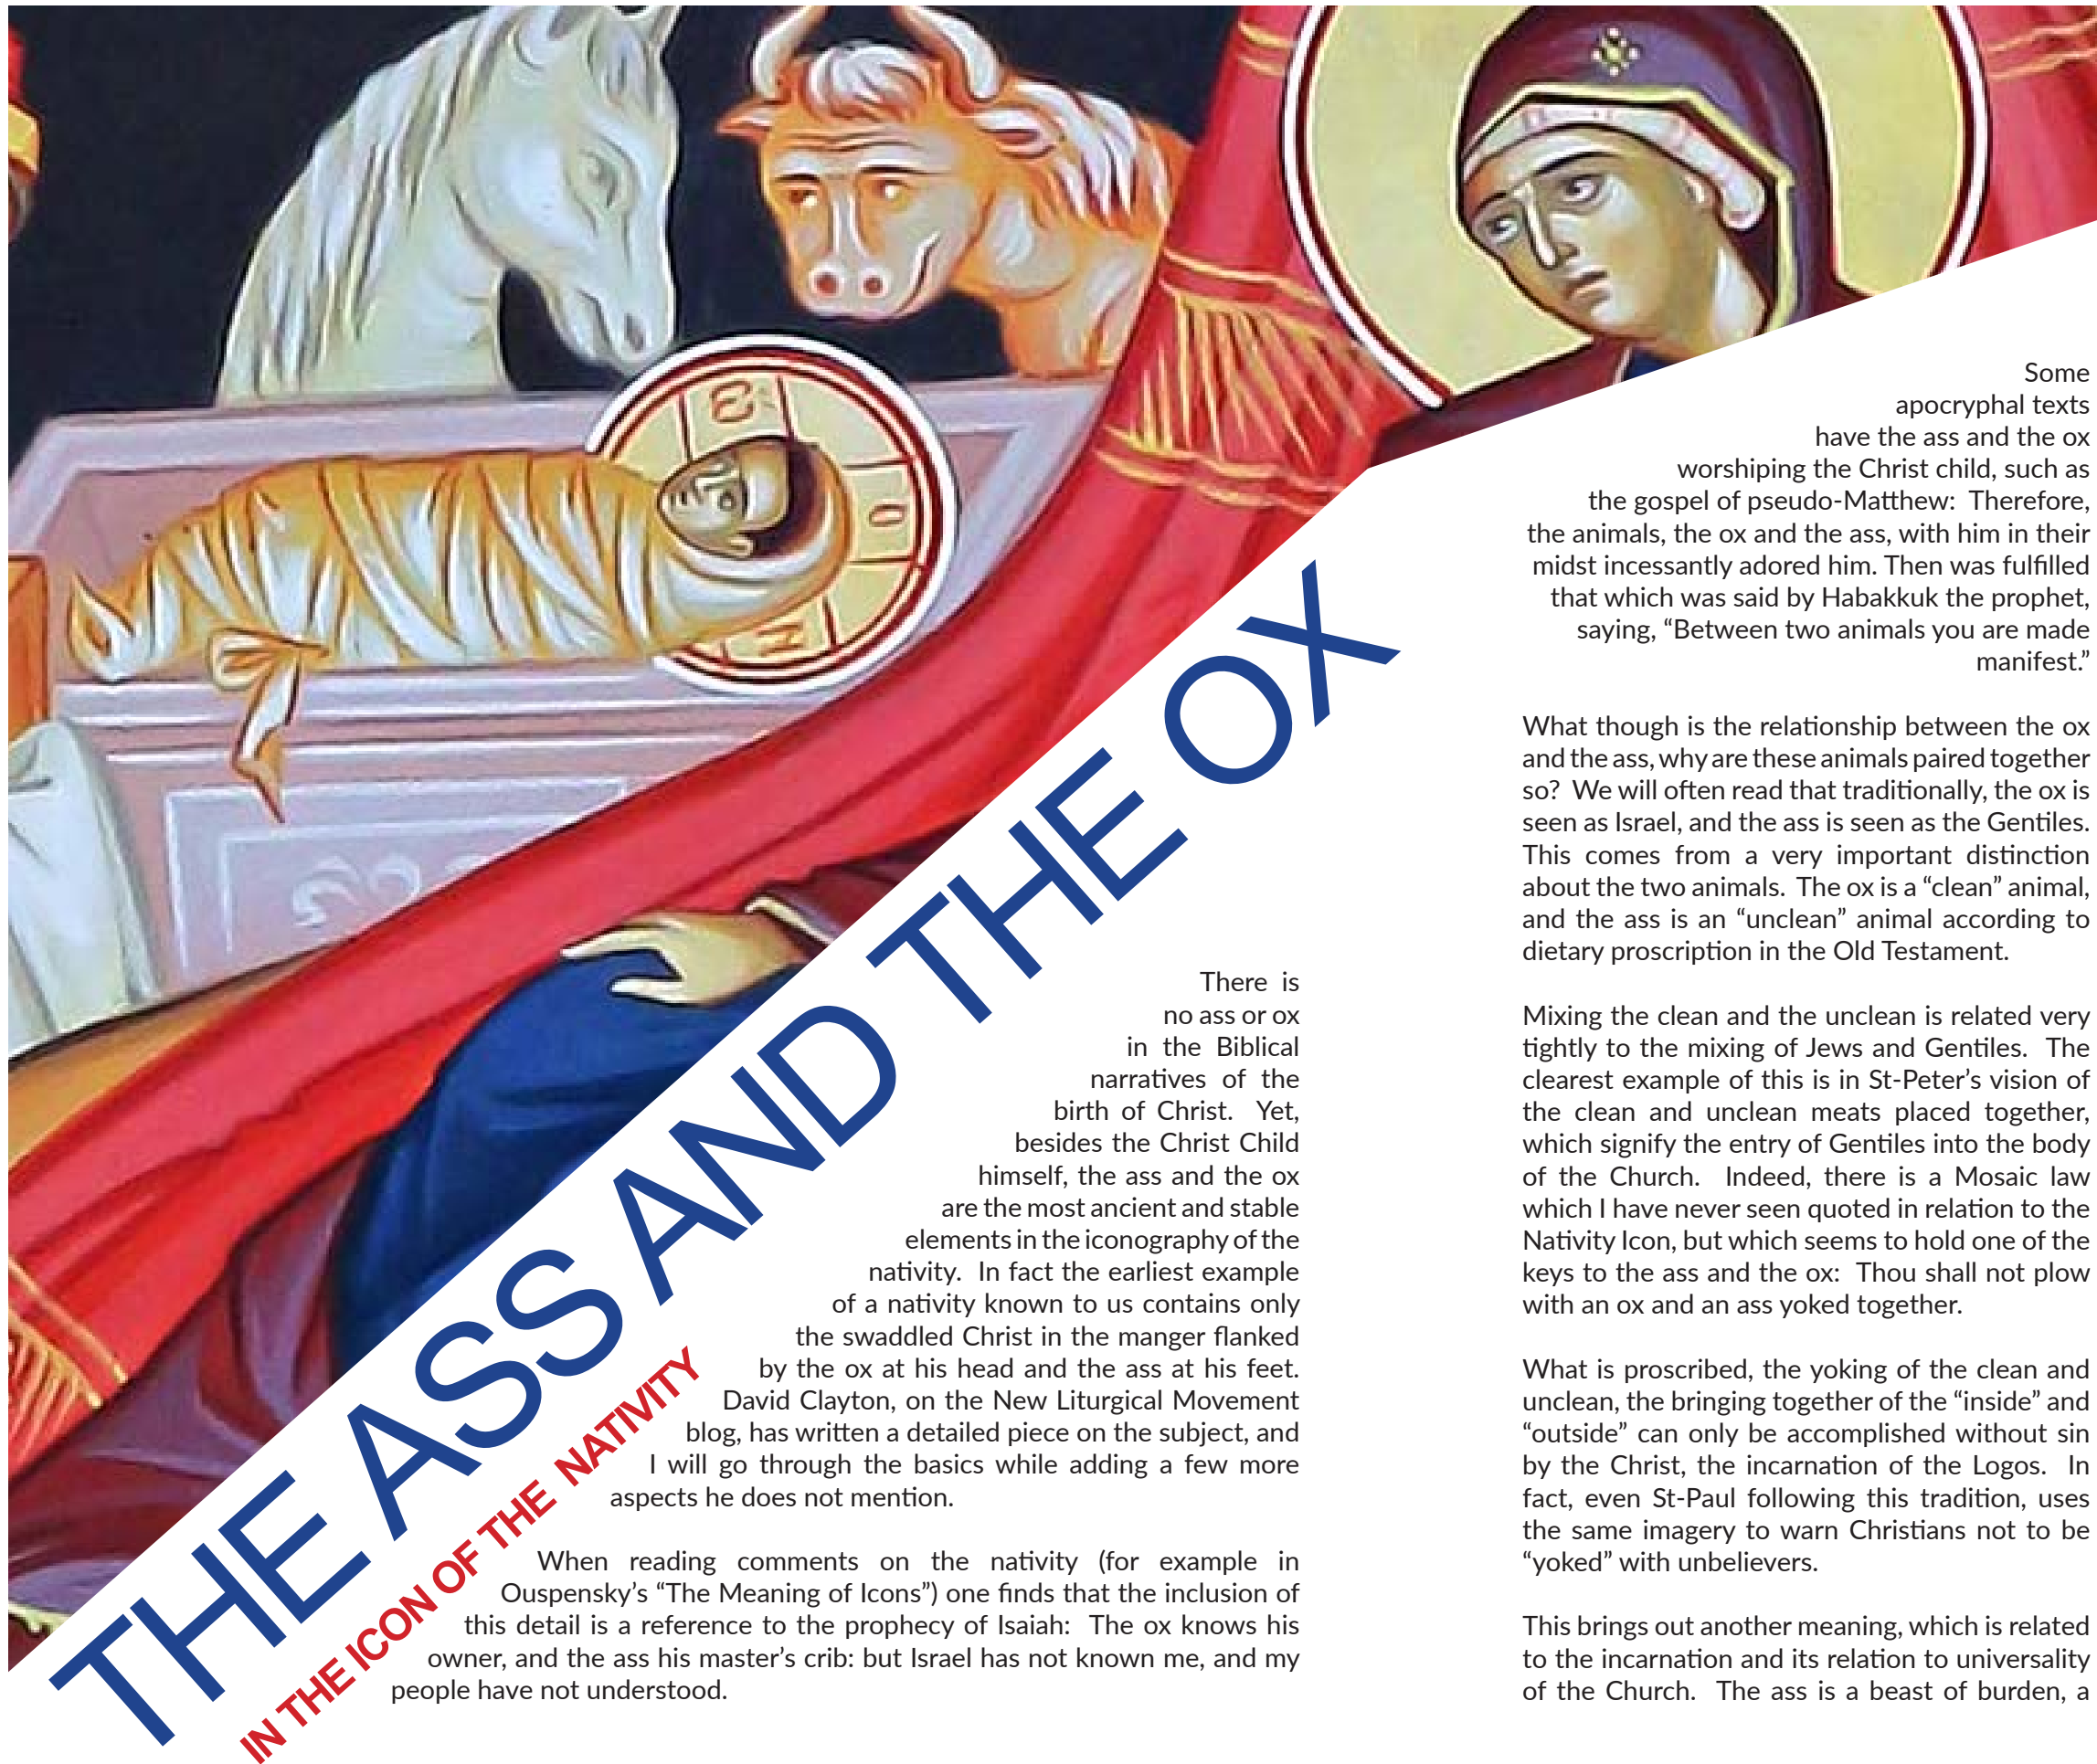 Ɛ
O
N
THE ASS AND THE OX
IN THE ICON OF THE NATIVITY
There is
no ass or ox
in the Biblical
narratives of the
birth of Christ. Yet,
besides the Christ Child
himself, the ass and the ox
are the most ancient and stable
elements in the iconography of the
nativity. In fact the earliest example
of a nativity known to us contains only
the swaddled Christ in the manger flanked
by the ox at his head and the ass at his feet.
David Clayton, on the New Liturgical Movement
blog, has written a detailed piece on the subject, and
I will go through the basics while adding a few more
aspects he does not mention.
When reading comments on the nativity (for example in
Ouspensky’s “The Meaning of Icons”) one finds that the inclusion of
this detail is a reference to the prophecy of Isaiah: The ox knows his
owner, and the ass his master’s crib: but Israel has not known me, and my
people have not understood.
Some
apocryphal texts
have the ass and the ox
worshiping the Christ child, such as
the gospel of pseudo-Matthew: Therefore,
the animals, the ox and the ass, with him in their
midst incessantly adored him. Then was fulfilled
that which was said by Habakkuk the prophet,
saying, “Between two animals you are made
manifest.”
What though is the relationship between the ox
and the ass, why are these animals paired together
so? We will often read that traditionally, the ox is
seen as Israel, and the ass is seen as the Gentiles.
This comes from a very important distinction
about the two animals. The ox is a “clean” animal,
and the ass is an “unclean” animal according to
dietary proscription in the Old Testament.
Mixing the clean and the unclean is related very
tightly to the mixing of Jews and Gentiles. The
clearest example of this is in St-Peter’s vision of
the clean and unclean meats placed together,
which signify the entry of Gentiles into the body
of the Church. Indeed, there is a Mosaic law
which I have never seen quoted in relation to the
Nativity Icon, but which seems to hold one of the
keys to the ass and the ox: Thou shall not plow
with an ox and an ass yoked together.
What is proscribed, the yoking of the clean and
unclean, the bringing together of the “inside” and
“outside” can only be accomplished without sin
by the Christ, the incarnation of the Logos. In
fact, even St-Paul following this tradition, uses
the same imagery to warn Christians not to be
“yoked” with unbelievers.
This brings out another meaning, which is related
to the incarnation and its relation to universality
of the Church. The ass is a beast of burden, a